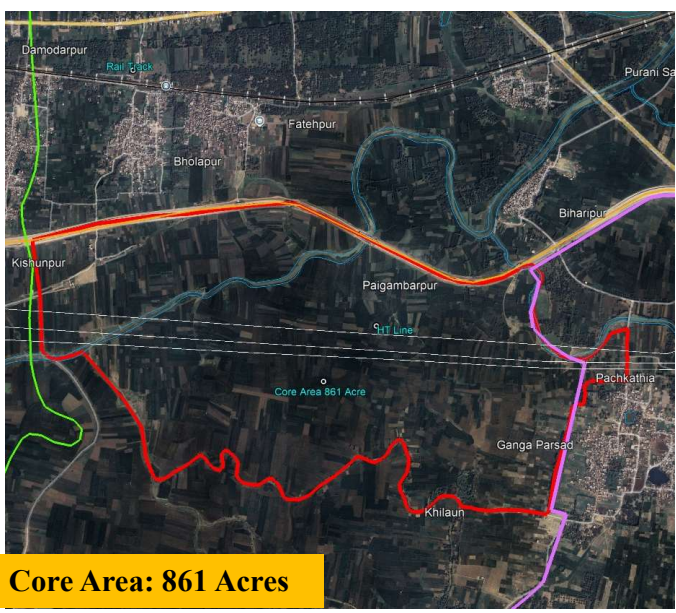 Damodarpur
Rail Track
Purani Sa
Fatehpur
Bholapur
Biharipur
Kishunpur
Paigambarpur
HT Line
Pachkathia
Core Area 861 Acre
Ganga Parsad
Khilaun
Core Area: 861 Acres